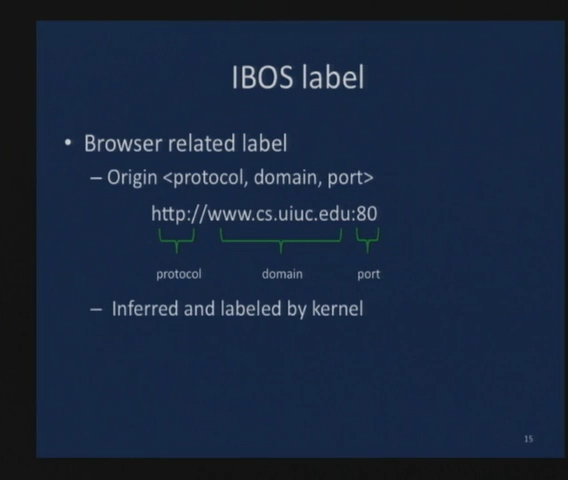 IBOS label
• Browser related label
– Origin <protocol, domain, port>
http://www.cs.uiuc.edu:80
protocol domain port
– Inferred and labeled by kernel
15